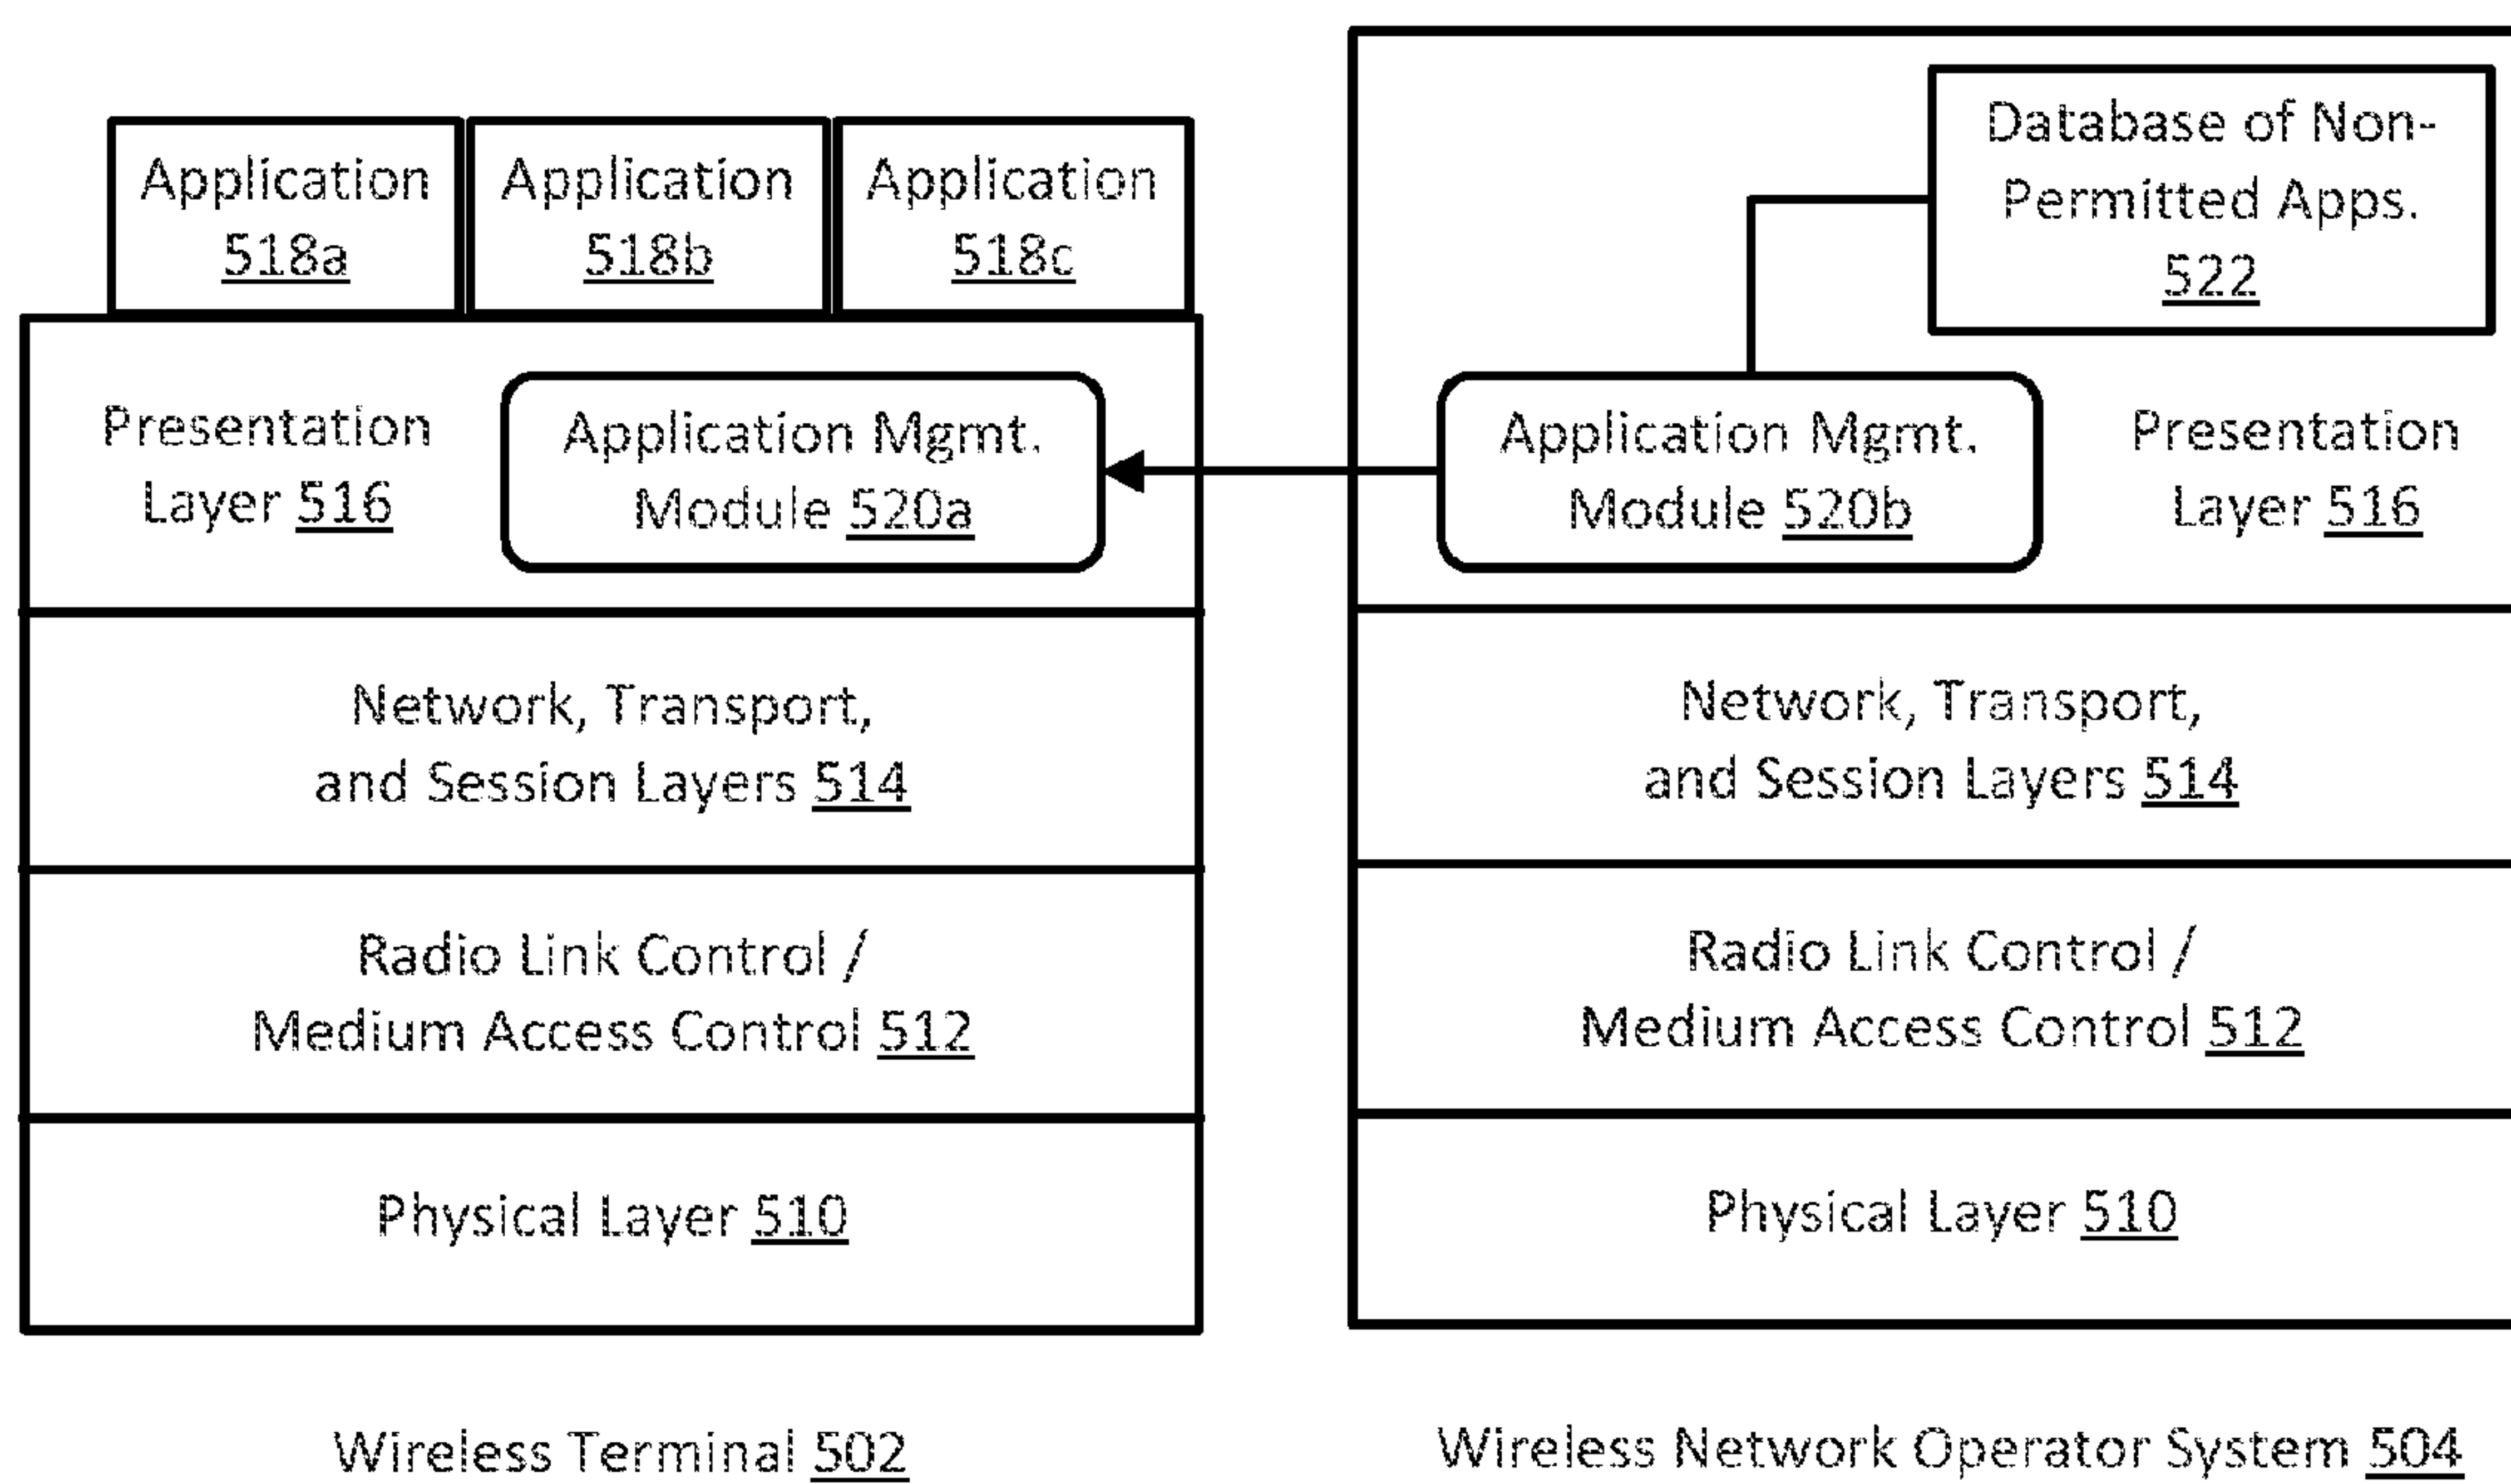 Application
518a
Application
518b
Application
518c
Presentation
Layer 516
Application Mgmt.
Module 520a
Network, Transport,
and Session Layers 514
Radio Link Control /
Medium Access Control 512
Physical Layer 510
Wireless Terminal 502
Database of Non-
Permitted Apps.
522
Application Mgmt.
Module 520b
Presentation
Layer 516
Network, Transport,
and Session Layers 514
Radio Link Control /
Medium Access Control 512
Physical Layer 510
Wireless Network Operator System 504